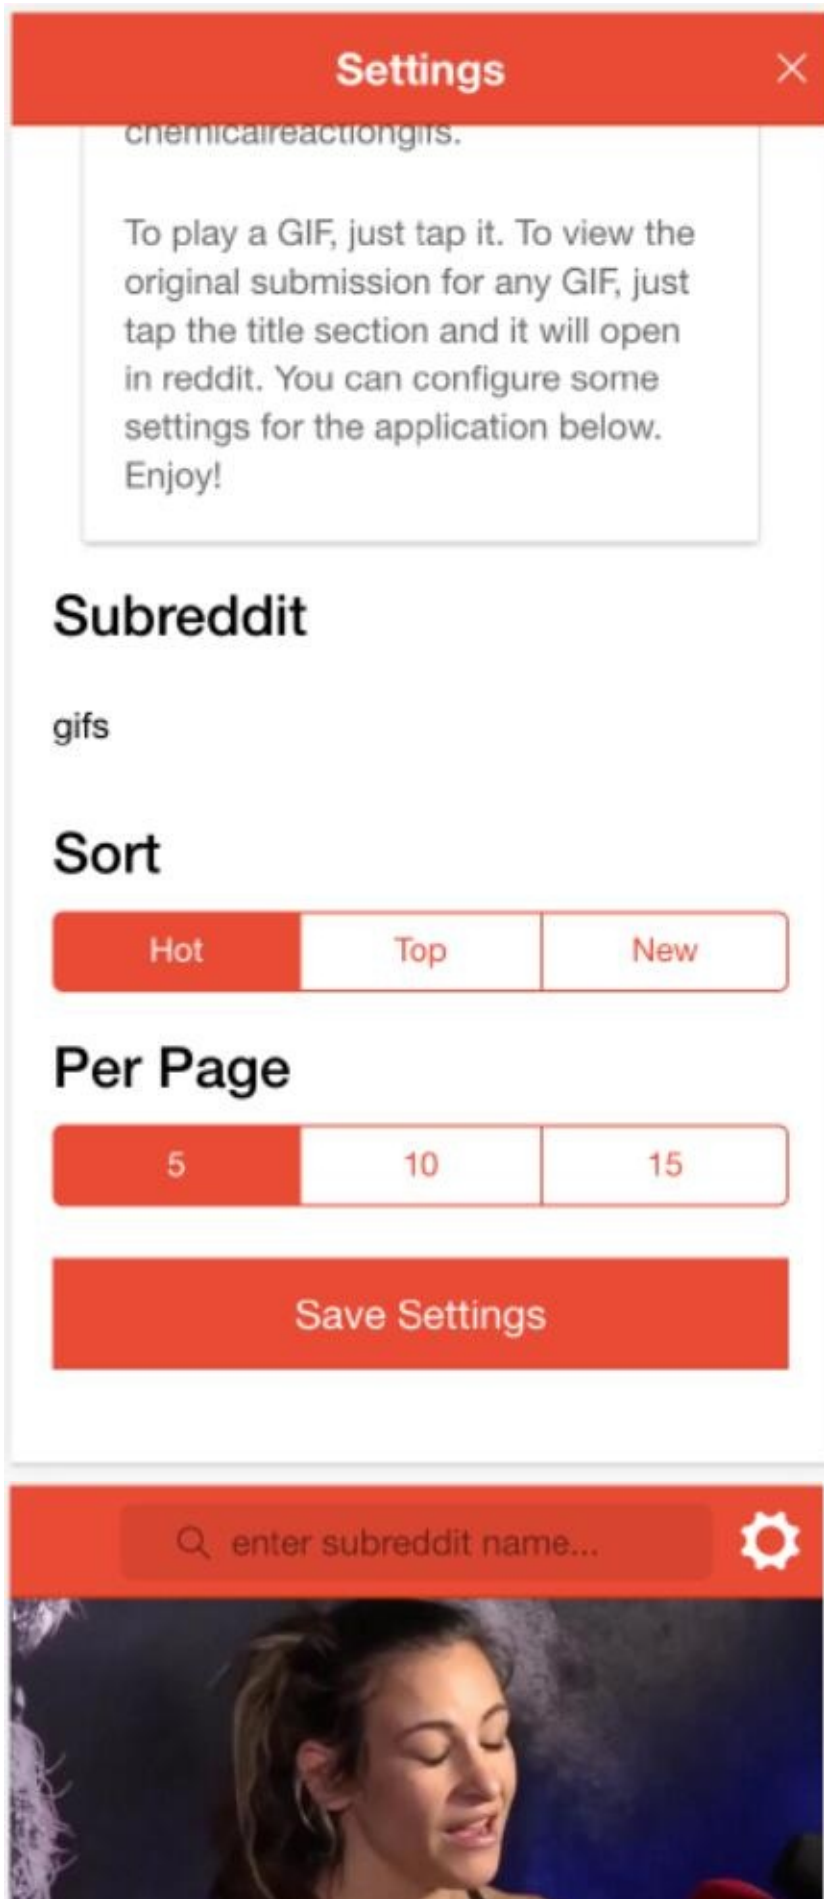 Settings
chemicalreactiongifs.
To play a GIF, just tap it. To view the
original submission for any GIF, just
tap the title section and it will open
in reddit. You can configure some
settings for the application below.
Enjoy!
Subreddit
gifs
Sort
Hot Top New
Per Page
5 10 15
Save Settings
enter subreddit name...